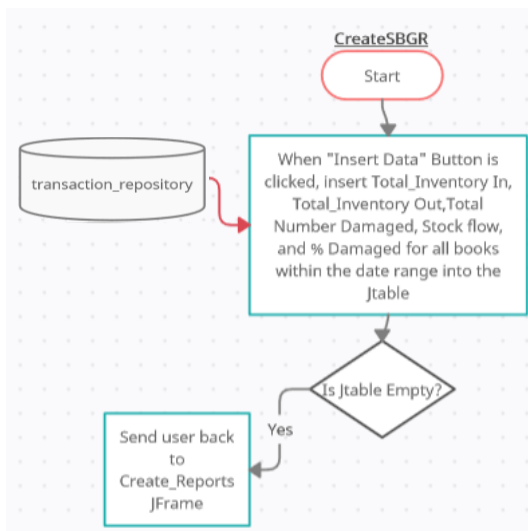 CreateSBGR
Start
transaction_repository
When "Insert Data" Button is
clicked, insert Total_Inventory In,
Total_Inventory Out,Total
Number Damaged, Stock flow,
and % Damaged for all books
within the date range into the
Jtable
Is Jtable Empty?
Yes
Send user back
to
Create_Reports
JFrame